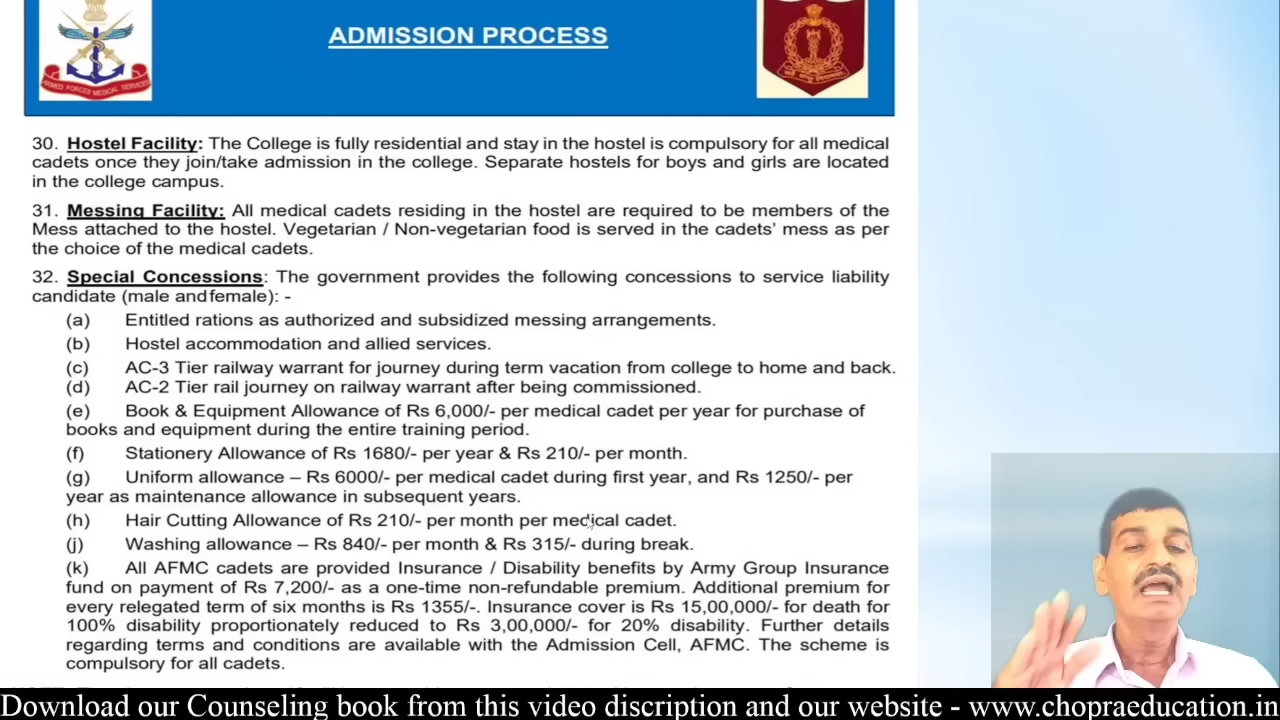 ADMISSION PROCESS
ARMED FORCES MEDICAL SERVICES
30. Hostel Facility: The College is fully residential and stay in the hostel is compulsory for all medical
cadets once they join/take admission in the college. Separate hostels for boys and girls are located
in the college campus.
31. Messing Facility: All medical cadets residing in the hostel are required to be members of the
Mess attached to the hostel. Vegetarian / Non-vegetarian food is served in the cadets' mess as per
the choice of the medical cadets.
32. Special Concessions: The government provides the following concessions to service liability
candidate (male and female): -
(a) Entitled rations as authorized and subsidized messing arrangements.
(b) Hostel accommodation and allied services.
(c) AC-3 Tier railway warrant for journey during term vacation from college to home and back.
(d) AC-2 Tier rail journey on railway warrant after being commissioned.
(e) Book & Equipment Allowance of Rs 6,000/- per medical cadet per year for purchase of
books and equipment during the entire training period.
(f) Stationery Allowance of Rs 1680/- per year & Rs 210/- per month.
(g) Uniform allowance – Rs 6000/- per medical cadet during first year, and Rs 1250/- per
year as maintenance allowance in subsequent years.
(h) Hair Cutting Allowance of Rs 210/- per month per medical cadet.
(j) Washing allowance – Rs 840/- per month & Rs 315/- during break.
(k) All AFMC cadets are provided Insurance / Disability benefits by Army Group Insurance
fund on payment of Rs 7,200/- as a one-time non-refundable premium. Additional premium for
every relegated term of six months is Rs 1355/-. Insurance cover is Rs 15,00,000/- for death for
100% disability proportionately reduced to Rs 3,00,000/- for 20% disability. Further details
regarding terms and conditions are available with the Admission Cell, AFMC. The scheme is
compulsory for all cadets.
Download our Counseling book from this video discription and our website - www.chopraeducation.in